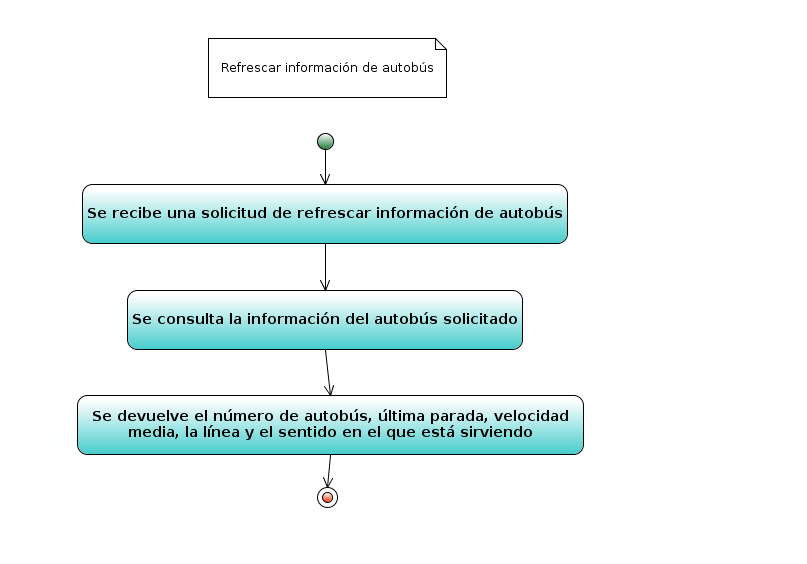 Refrescar información de autobús
Se recibe una solicitud de refrescar información de autobús
Se consulta la información del autobús solicitado
Se devuelve el número de autobús, última parada, velocidad
media, la línea y el sentido en el que está sirviendo